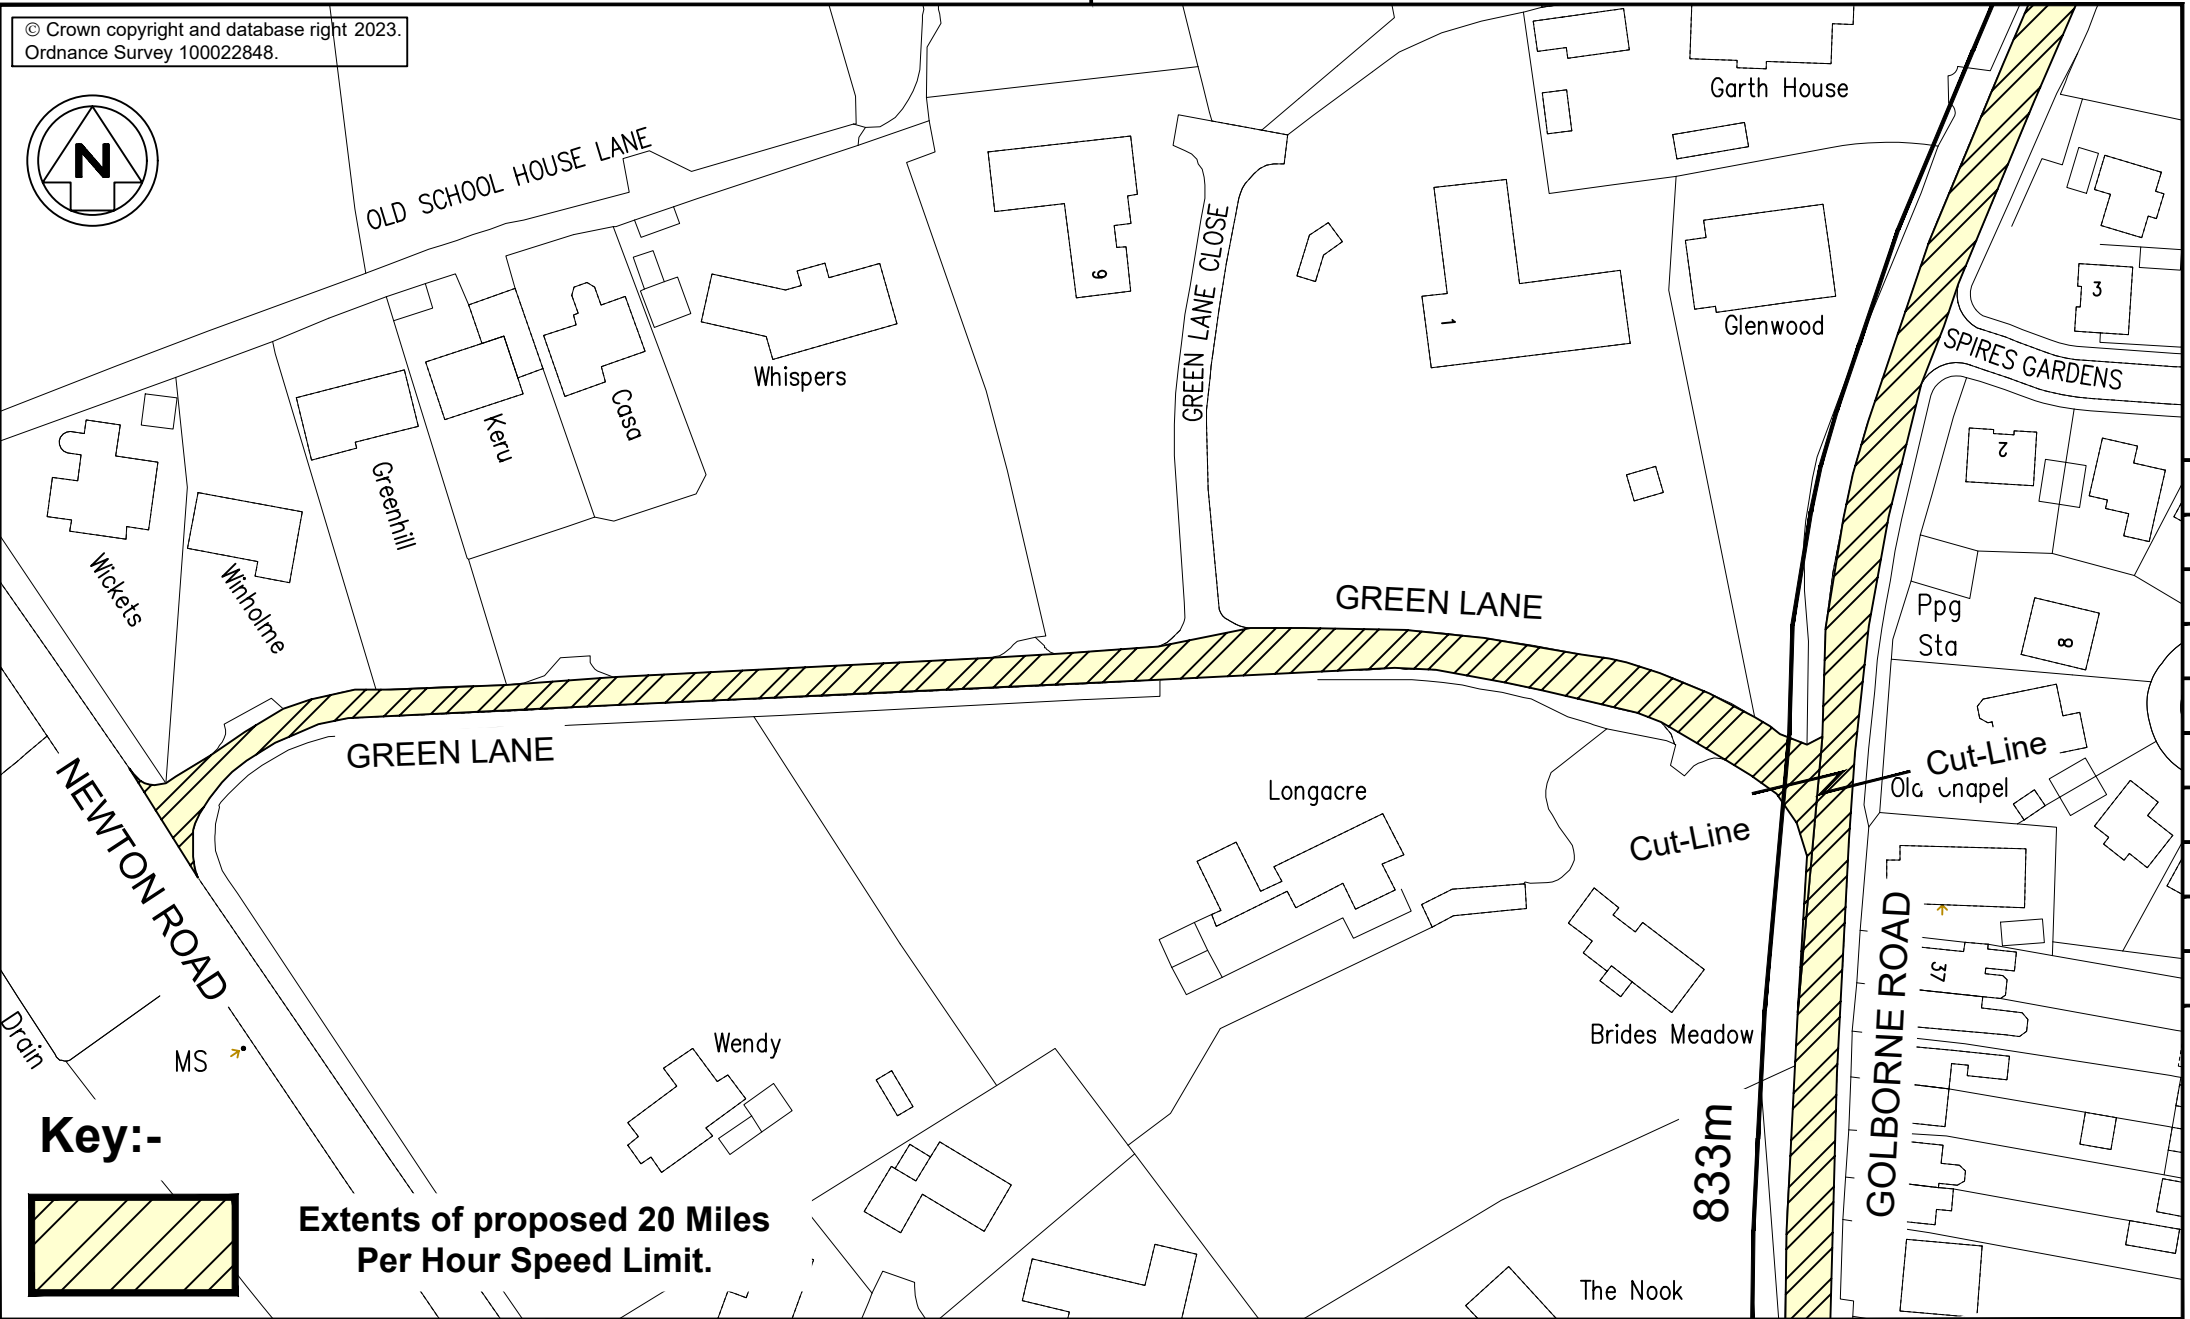 © Crown copyright and database right 2023.
Ordnance Survey 100022848.
N
OLD SCHOOL HOUSE LANE
Garth House
GREEN LANE CLOSE
6
1
Glenwood
3
SPIRES GARDENS
Whispers
Casa
Keru
Greenhill
Wickets
Winholme
2
GREEN LANE
Ppg
Sta
8
GREEN LANE
NEWTON ROAD
Longacre
Cut-Line
Old Chapel
Cut-Line
GOLBORNE ROAD
37
Brides Meadow
Drain
MS
Wendy
833m
The Nook
Key:-
Extents of proposed 20 Miles
Per Hour Speed Limit.